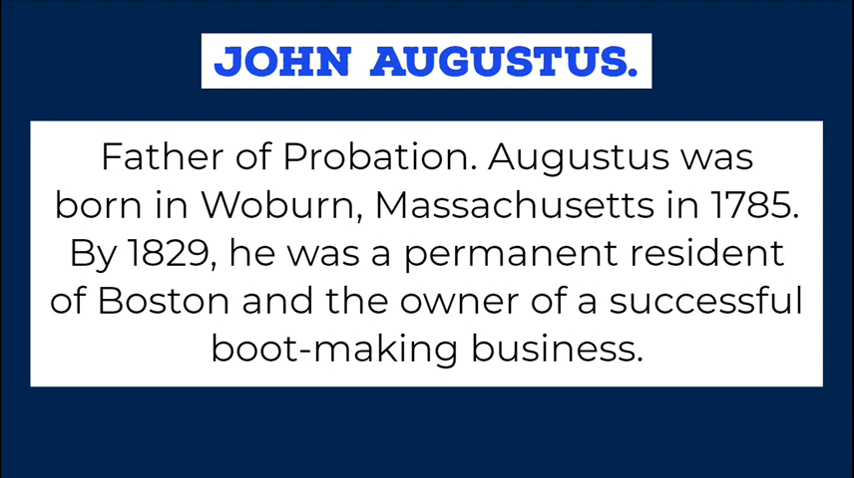 JOHN AUGUSTUS.
Father of Probation. Augustus was
born in Woburn, Massachusetts in 1785.
By 1829, he was a permanent resident
of Boston and the owner of a successful
boot-making business.